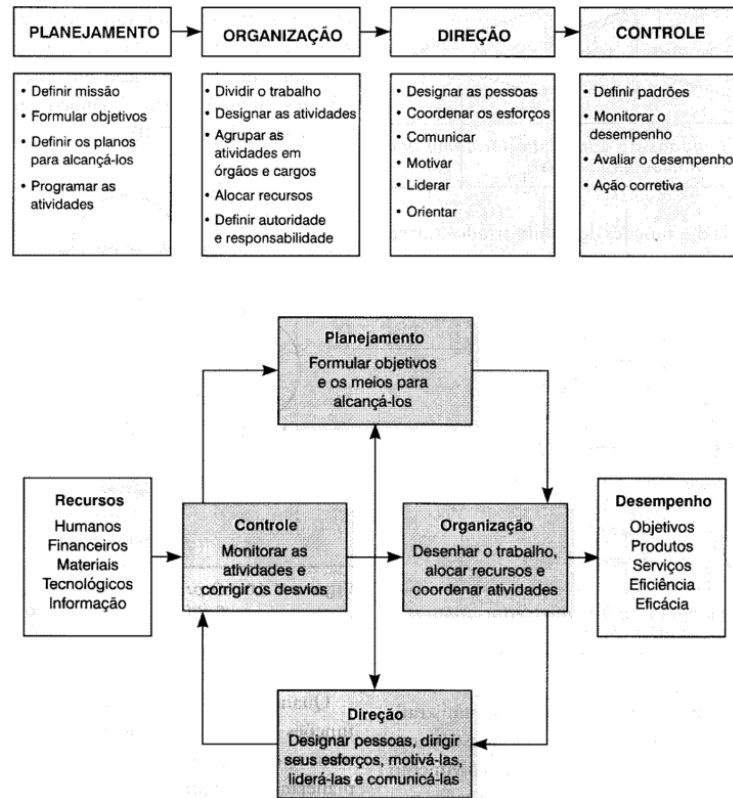 PLANEJAMENTO
ORGANIZAÇÃO
DIREÇÃO
CONTROLE
• Definir missão
• Formular objetivos
• Definir os planos
para alcançá-los
• Programar as
atividades
• Dividir o trabalho
• Designar as atividades
• Agrupar as
atividades em
órgãos e cargos
• Alocar recursos
• Definir autoridade
e responsabilidade
• Designar as pessoas
• Coordenar os esforços
• Comunicar
• Motivar
• Liderar
• Orientar
• Definir padrões
• Monitorar o
desempenho
• Avaliar o desempenho
• Ação corretiva
Planejamento
Formular objetivos
e os meios para
alcançá-los
Recursos
Humanos
Financeiros
Materiais
Tecnológicos
Informação
Controle
Monitorar as
atividades e
corrigir os desvios
Organização
Desenhar o trabalho,
alocar recursos e
coordenar atividades
Desempenho
Objetivos
Produtos
Serviços
Eficiência
Eficácia
Direção
Designar pessoas, dirigir
seus esforços, motivá-las,
liderá-las e comunicá-las